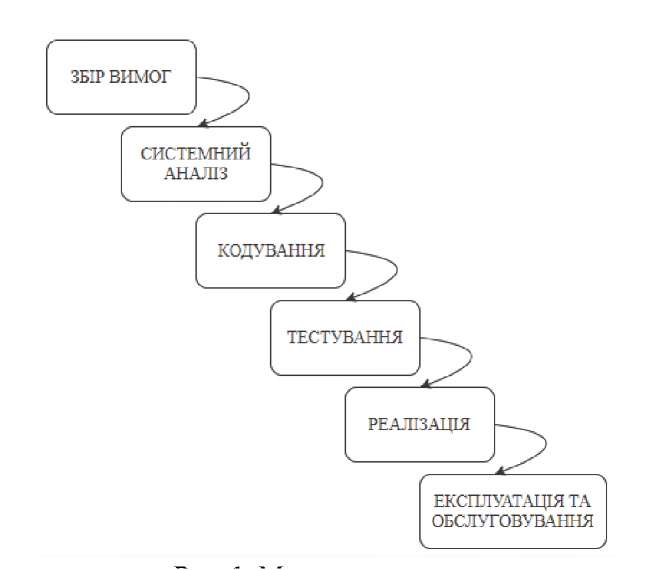 ЗБІР ВИМОГ
СИСТЕМНИЙ
АНАЛІЗ
КОДУВАННЯ
ТЕСТУВАННЯ
РЕАЛІЗАЦІЯ
ЕКСПЛУАТАЦІЯ ТА
ОБСЛУГОВУВАННЯ